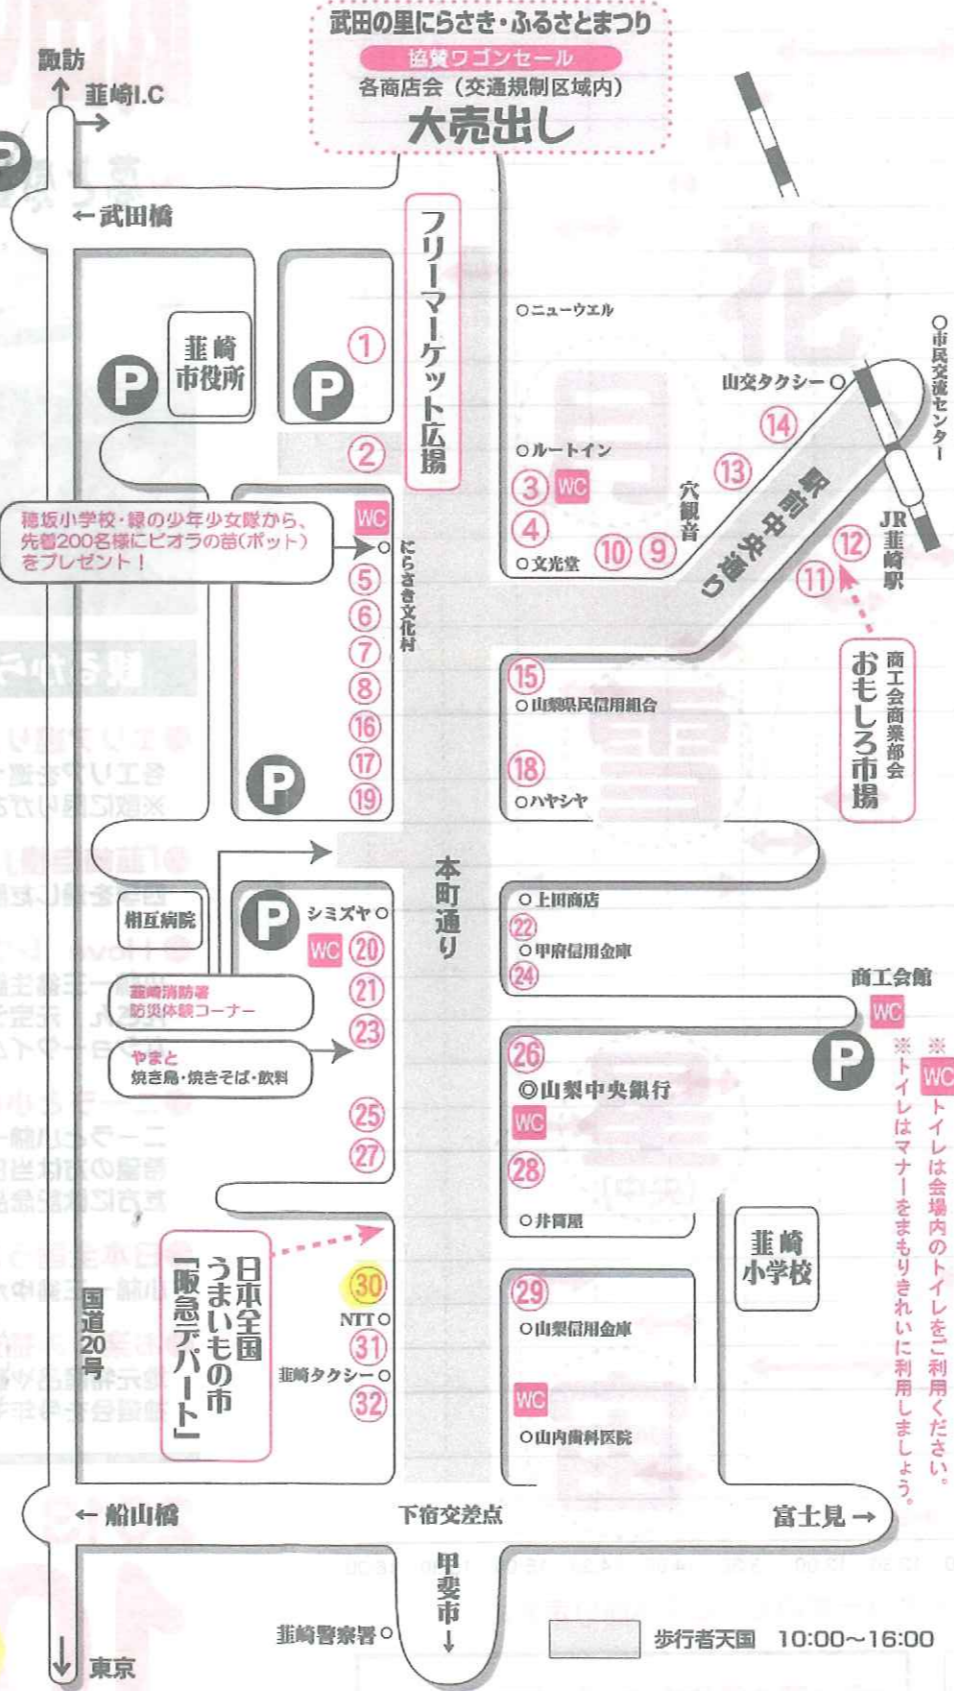 武田の里にらさき・ふるさとまつり
協賛ワゴンセール
各商店会（交通規制区域内）
大売出し
諏訪
韮崎I.C
P
←武田橋
フリーマーケット広場
○ニューウエル
韮崎
市役所
P
P
①
②
○市民交流センター
山交タクシー○
⑭
⑬
○ルートイン
③ WC
④
○文光堂
⑩
⑨
穴観音
駅前中央通り
JR韮崎駅
⑫
⑪
商工会商業部会
おもしろ市場
穂坂小学校・緑の少年少女隊から、
先着200名様にビオラの苗(ポット)
をプレゼント！
WC
○にらさき文化村
⑤
⑥
⑦
⑧
⑯
⑰
⑲
P
⑮
○山梨県民信用組合
⑱
○ハヤシヤ
本町通り
相互病院
P
シミズヤ○
WC ⑳
㉑
㉓
韮崎消防署
防災体験コーナー
やまと
焼き鳥・焼きそば・飲料
㉕
㉗
○上田商店
㉒
○甲府信用金庫
㉔
商工会館
WC
P
㉖
◎山梨中央銀行
WC
㉘
○井筒屋
※WCトイレは会場内のトイレをご利用ください。
※トイレはマナーをまもりきれいに利用しましょう。
韮崎
小学校
日本全国
うまいもの市
「阪急デパート」
㉚
NTT○
㉛
韮崎タクシー○
㉜
㉙
○山梨信用金庫
WC
○山内歯科医院
国道20号
←船山橋
下宿交差点
富士見→
甲斐市
↓
韮崎警察署○
東京
歩行者天国 10:00～16:00